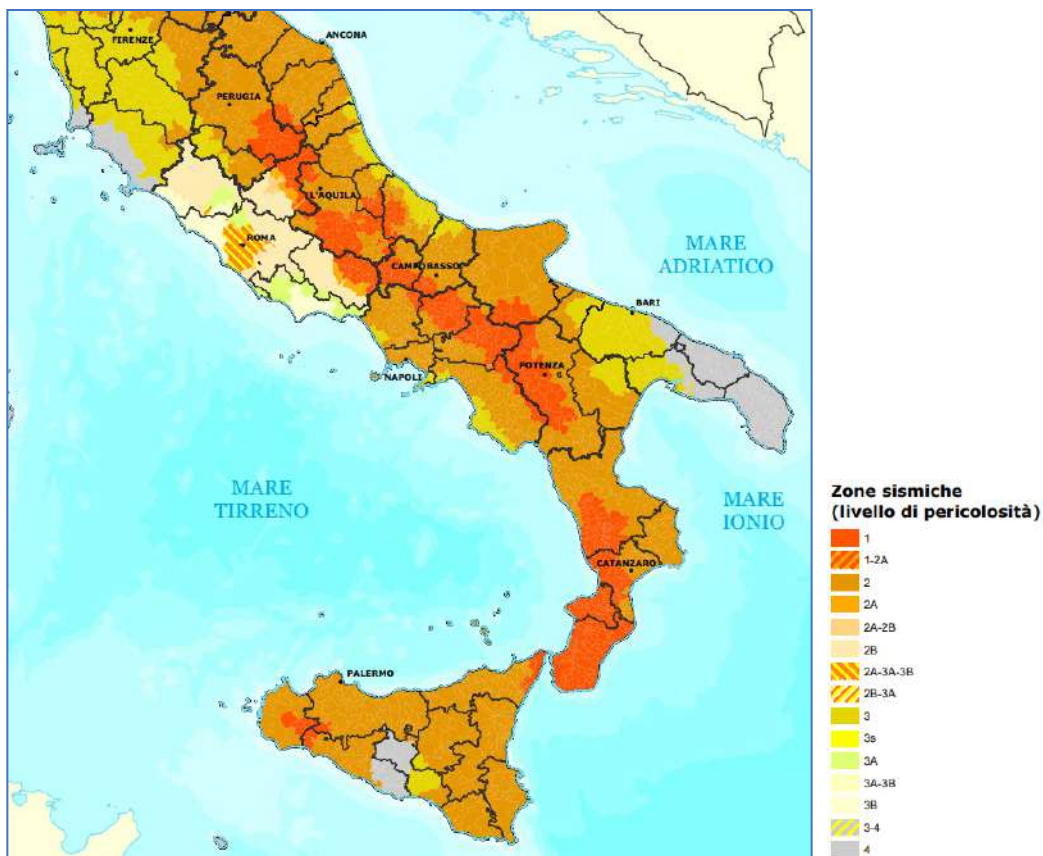 FIRENZE
ANCONA
PERUGIA
L'AQUILA
ROMA
CAMPOBASSO
MARE
ADRIATICO
BARI
NAPOLI
POTENZA
MARE
TIRRENO
MARE
IONIO
CATANZARO
PALERMO
Zone sismiche
(livello di pericolosità)
1
1-2A
2
2A
2A-2B
2B
2A-3A-3B
2B-3A
3
3s
3A
3A-3B
3B
3-4
4